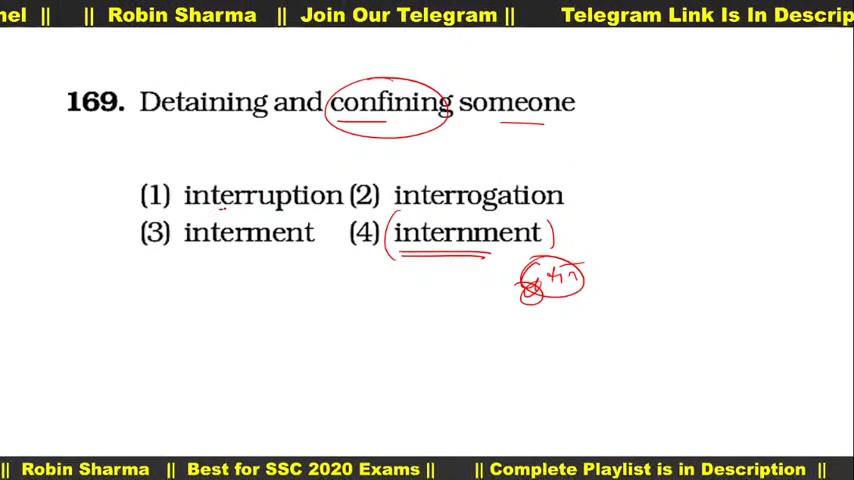 nel || || Robin Sharma || Join Our Telegram || Telegram Link Is In Descrip
169. Detaining and confining someone
(1) interruption (2) interrogation
(3) interment (4) internment
|| Robin Sharma || Best for SSC 2020 Exams || || Complete Playlist is in Description ||